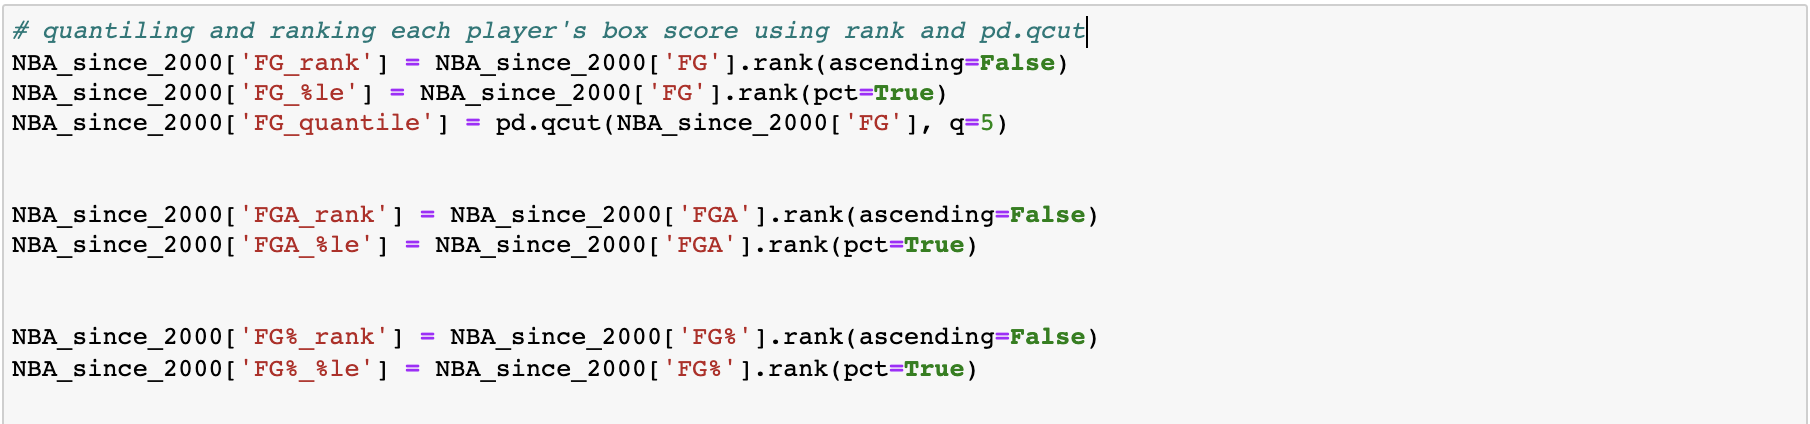 # quantiling and ranking each player's box score using rank and pd.qcut
NBA_since_2000['FG_rank'] = NBA_since_2000['FG'].rank(ascending=False)
NBA_since_2000['FG_%le'] = NBA_since_2000['FG'].rank(pct=True)
NBA_since_2000['FG_quantile'] = pd.qcut(NBA_since_2000['FG'], q=5)
NBA_since_2000['FGA_rank'] = NBA_since_2000['FGA'].rank(ascending=False)
NBA_since_2000['FGA_%le'] = NBA_since_2000['FGA'].rank(pct=True)
NBA_since_2000['FG%_rank'] = NBA_since_2000['FG%'].rank(ascending=False)
NBA_since_2000['FG%_%le'] = NBA_since_2000['FG%'].rank(pct=True)